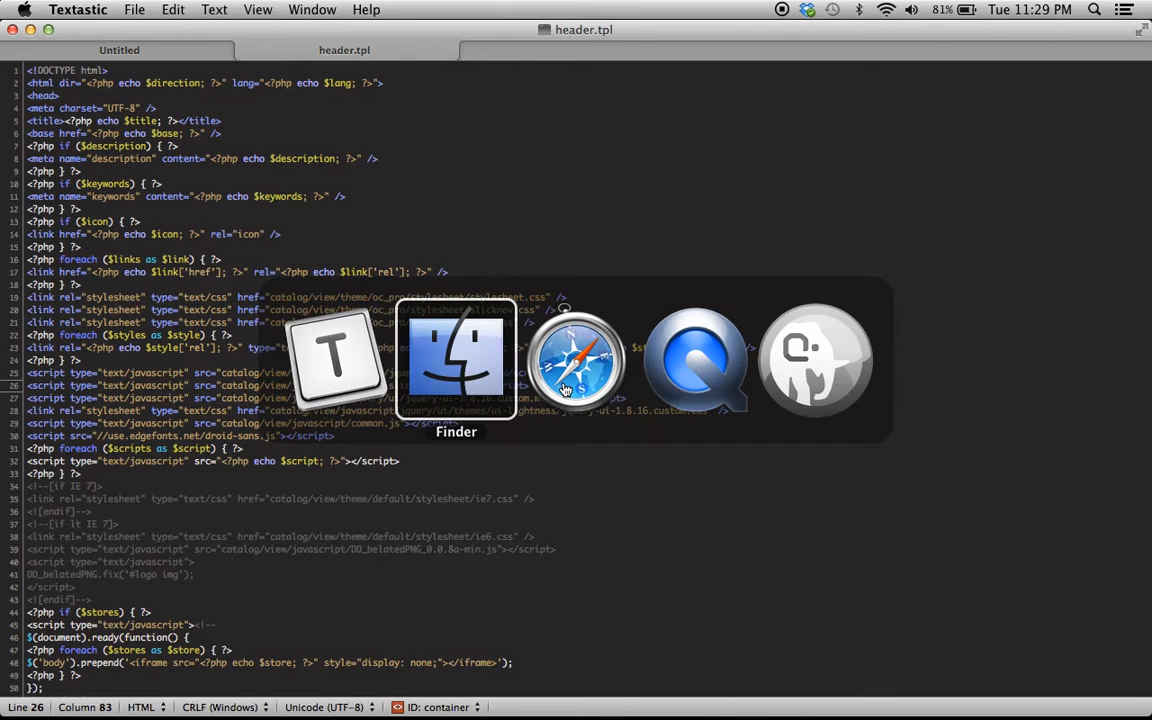 Textastic File Edit Text View Window Help 81% Tue 11:29 PM
header.tpl
Untitled header.tpl
1 <!DOCTYPE html>
2 <html dir="<?php echo $direction; ?>" lang="<?php echo $lang; ?>">
3 <head>
4 <meta charset="UTF-8" />
5 <title><?php echo $title; ?></title>
6 <base href="<?php echo $base; ?>" />
7 <?php if ($description) { ?>
8 <meta name="description" content="<?php echo $description; ?>" />
9 <?php } ?>
10 <?php if ($keywords) { ?>
11 <meta name="keywords" content="<?php echo $keywords; ?>" />
12 <?php } ?>
13 <?php if ($icon) { ?>
14 <link href="<?php echo $icon; ?>" rel="icon" />
15 <?php } ?>
16 <?php foreach ($links as $link) { ?>
17 <link href="<?php echo $link['href']; ?>" rel="<?php echo $link['rel']; ?>" />
18 <?php } ?>
19 <link rel="stylesheet" type="text/css" href="catalog/view/theme/oc_pro/stylesheet/stylesheet.css" />
20 <link rel="stylesheet" type="text/css" href="catalog/view/theme/oc_pro/stylesheet/slicknav.css" />
21 <link rel="stylesheet" type="text/css"
22 <?php foreach ($styles as $style) { ?>
23 <link rel="<?php echo $style['rel']; ?>"
24 <?php } ?>
25 <script type="text/javascript" src="catalog/
26 <script type="text/javascript" src="catalog/
27 <script type="text/javascript" src="catalog/
28 <link rel="stylesheet" type="text/css" href="catalog/view/javascript/jquery/ui/themes/ui-lightness/jquery-ui-1.8.16.custom.css" />
29 <script type="text/javascript" src="catalog/view/javascript/common.js"></script>
30 <script src="//use.edgefonts.net/droid-sans.js"></script>
Finder
31 <?php foreach ($scripts as $script) { ?>
32 <script type="text/javascript" src="<?php echo $script; ?>"></script>
33 <?php } ?>
34 <!--[if IE 7]>
35 <link rel="stylesheet" type="text/css" href="catalog/view/theme/default/stylesheet/ie7.css" />
36 <![endif]-->
37 <!--[if lt IE 7]>
38 <link rel="stylesheet" type="text/css" href="catalog/view/theme/default/stylesheet/ie6.css" />
39 <script type="text/javascript" src="catalog/view/javascript/DD_belatedPNG_0.0.8a-min.js"></script>
40 <script type="text/javascript">
41 DD_belatedPNG.fix('#logo img');
42 </script>
43 <![endif]-->
44 <?php if ($stores) { ?>
45 <script type="text/javascript"><!--
46 $(document).ready(function() {
47 <?php foreach ($stores as $store) { ?>
48 $('body').prepend('<iframe src="<?php echo $store; ?>" style="display: none;"></iframe>');
49 <?php } ?>
50 });
Line 26 Column 83 HTML CRLF (Windows) Unicode (UTF-8) ID: container